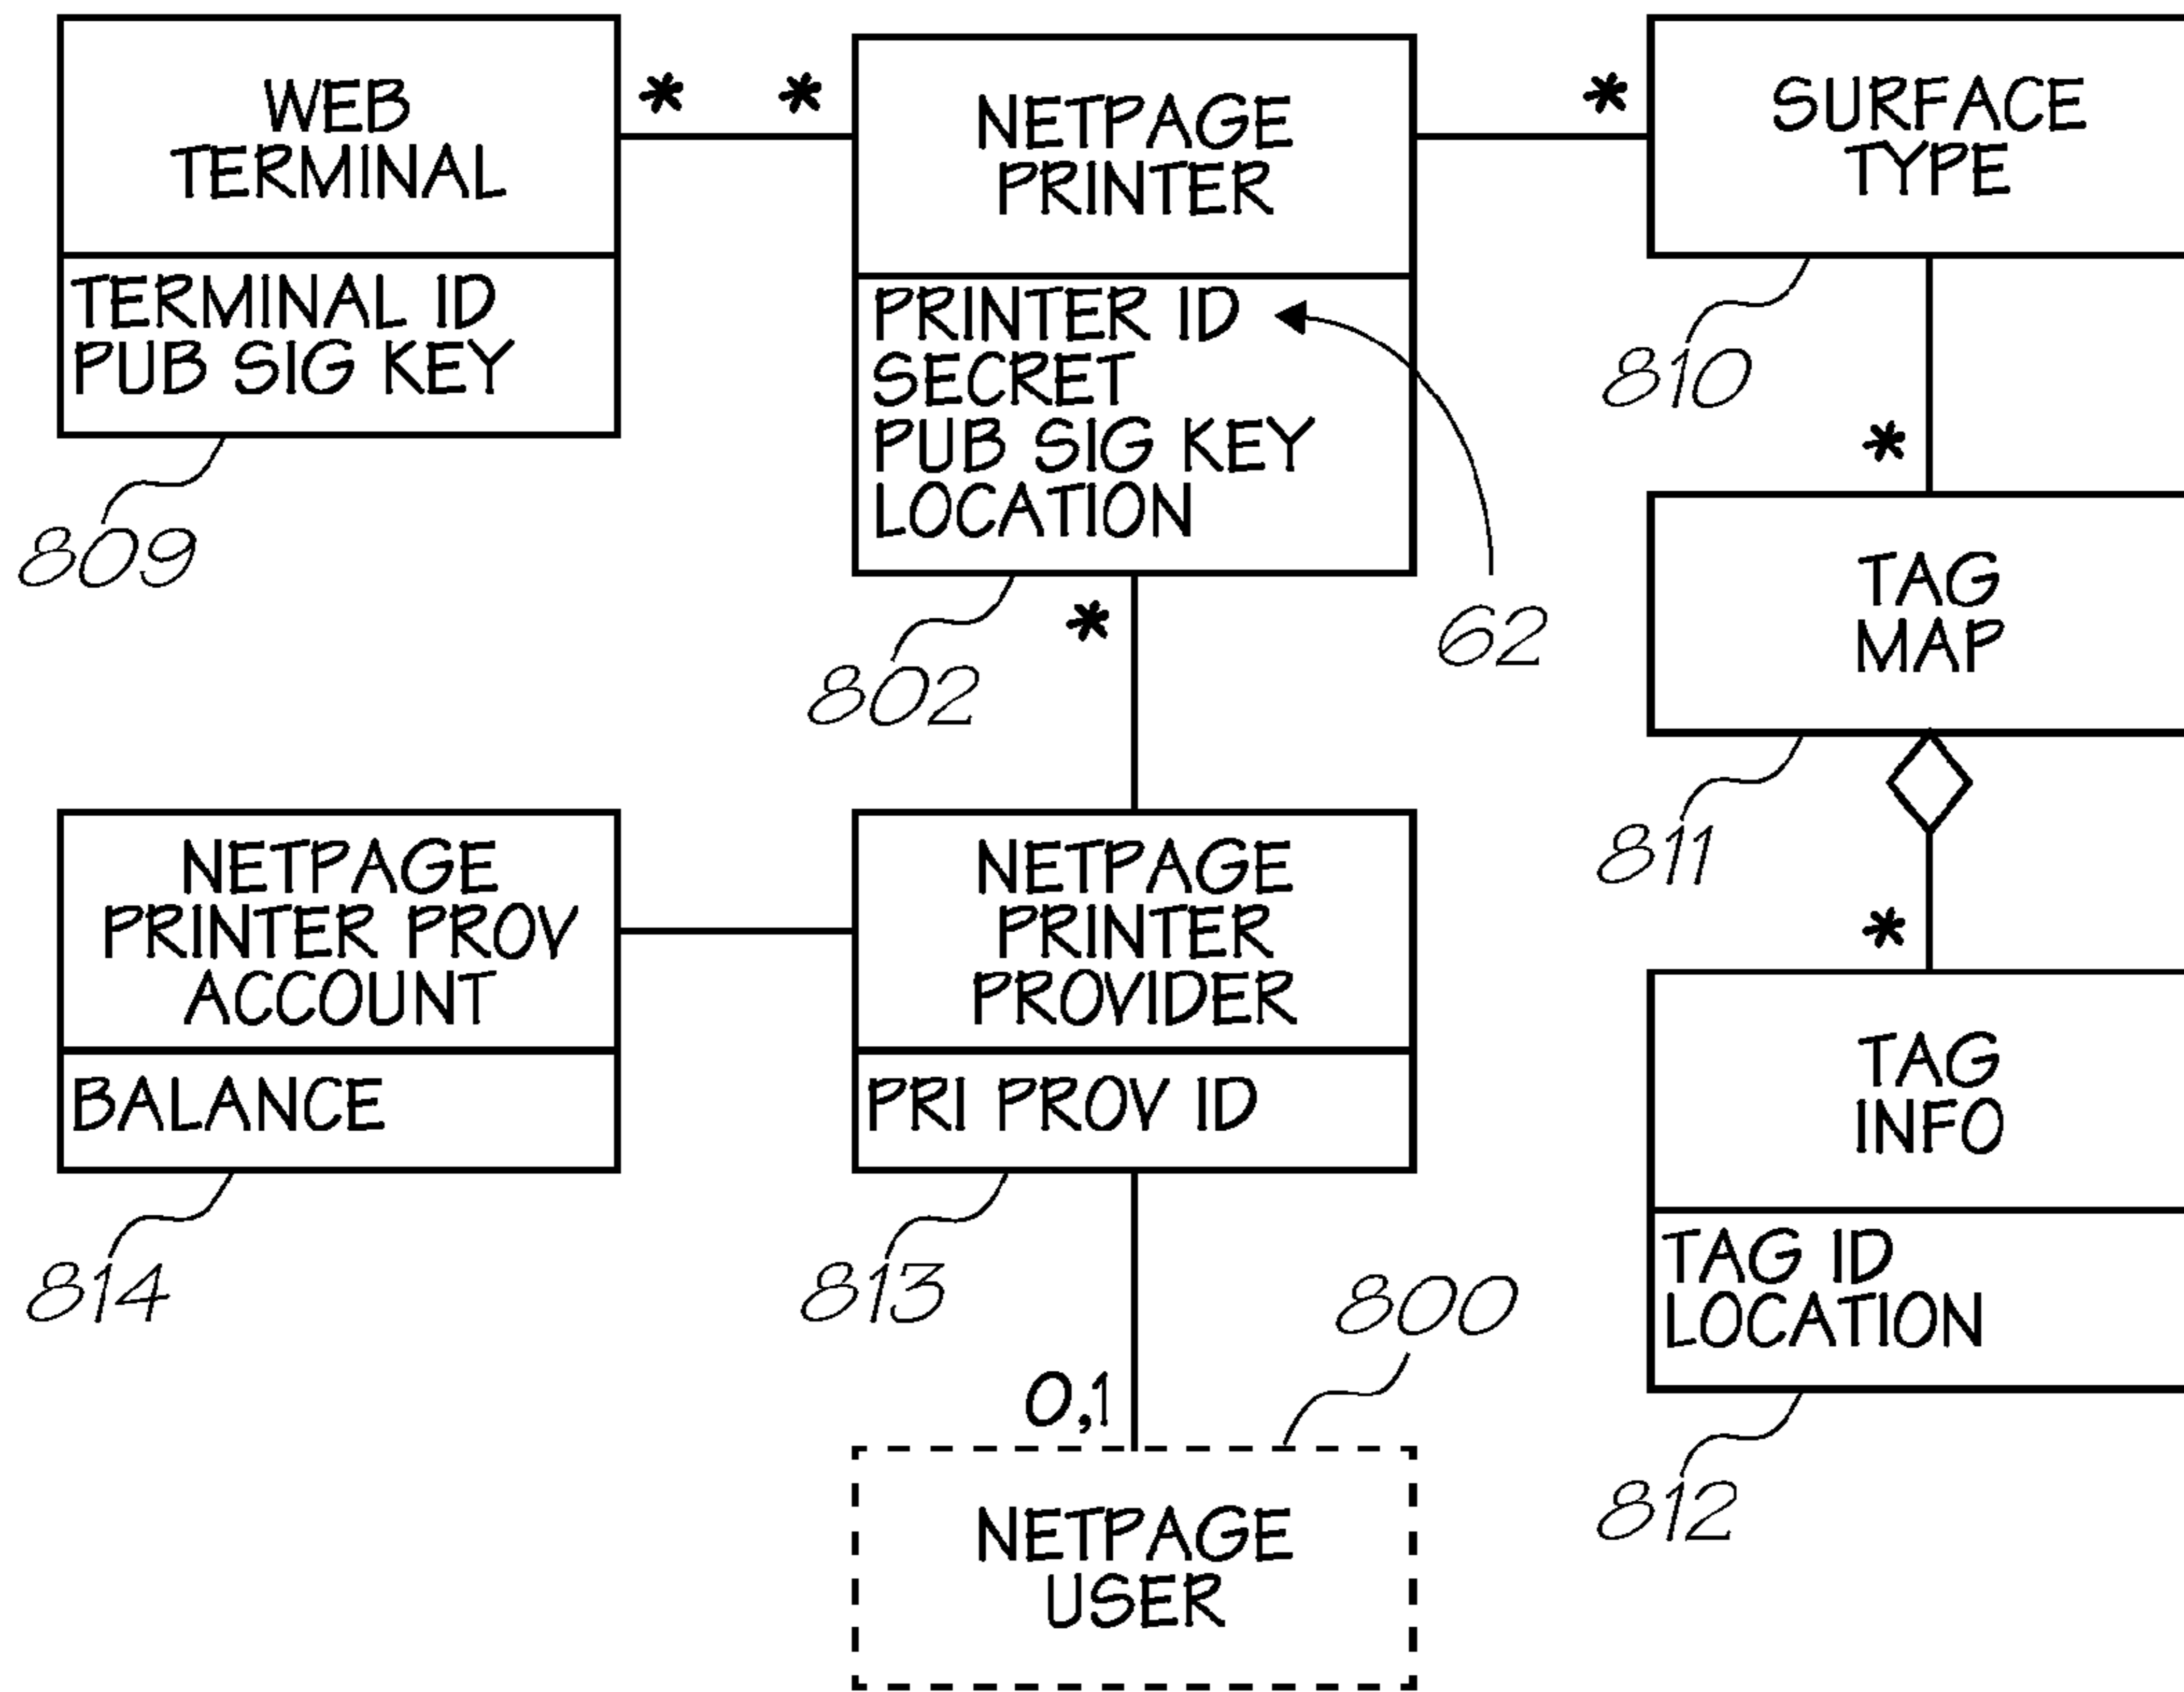 WEB
TERMINAL
TERMINAL ID
PUB SIG KEY
809
*
*
NETPAGE
PRINTER
PRINTER ID
SECRET
PUB SIG KEY
LOCATION
62
802
*
*
SURFACE
TYPE
810
*
TAG
MAP
811
*
TAG
INFO
TAG ID
LOCATION
812
NETPAGE
PRINTER PROV
ACCOUNT
BALANCE
814
NETPAGE
PRINTER
PROVIDER
PRI PROV ID
813
800
0,1
NETPAGE
USER